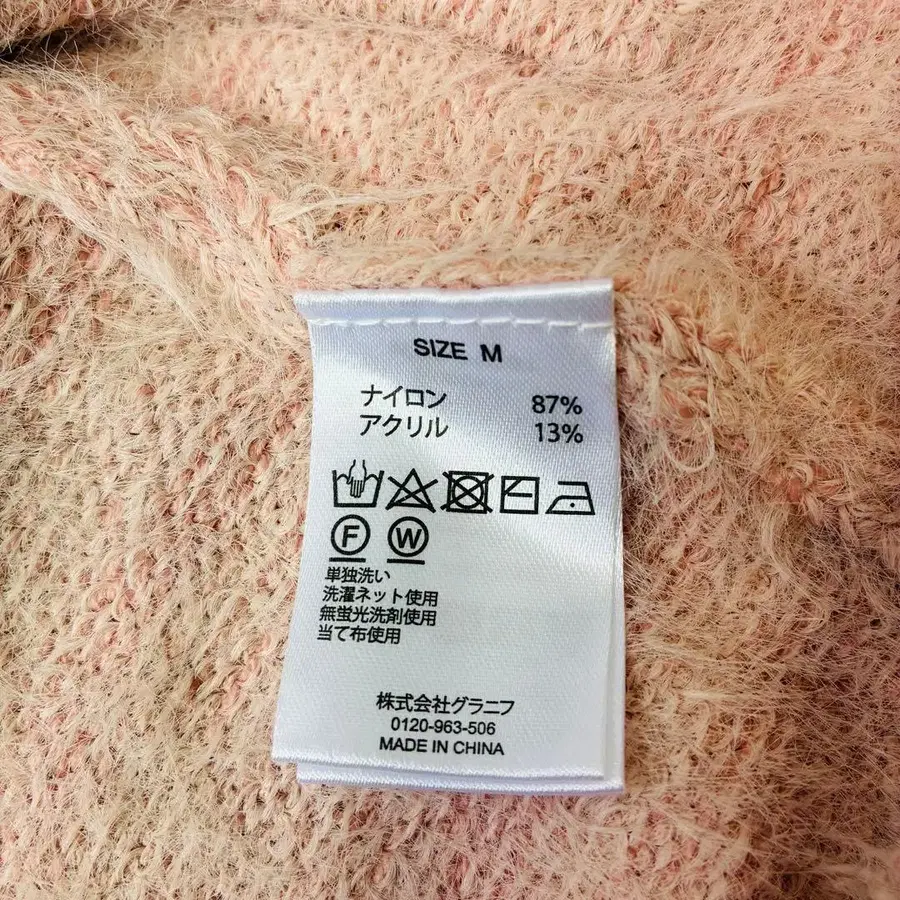 SIZE M
ナイロン 87%
アクリル 13%
F W
単独洗い
洗濯ネット使用
無蛍光洗剤使用
当て布使用
株式会社グラニフ
0120-963-506
MADE IN CHINA